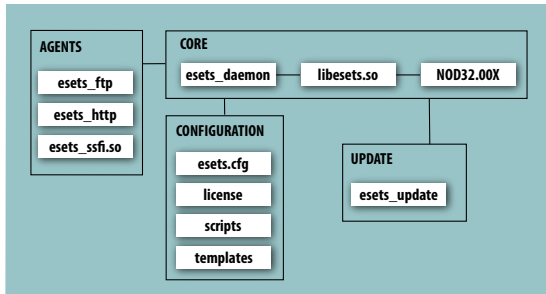 AGENTS
esets_ftp
esets_http
esets_ssfi.so
CORE
esets_daemon
libesets.so
NOD32.00X
CONFIGURATION
esets.cfg
license
scripts
templates
UPDATE
esets_update